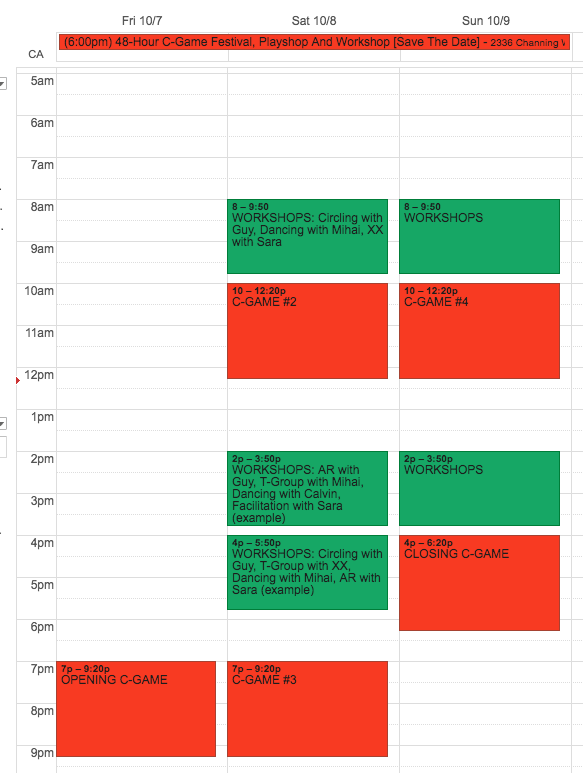 Fri 10/7
Sat 10/8
Sun 10/9
(6:00pm) 48-Hour C-Game Festival, Playshop And Workshop [Save The Date] - 2336 Channing
CA
5am
6am
7am
8am
9am
10am
11am
12pm
1pm
2pm
3pm
4pm
5pm
6pm
7pm
8pm
9pm
7p – 9:20p
OPENING C-GAME
8 – 9:50
WORKSHOPS: Circling with
Guy, Dancing with Mihai, XX
with Sara
10 – 12:20p
C-GAME #2
2p – 3:50p
WORKSHOPS: AR with
Guy, T-Group with Mihai,
Dancing with Calvin,
Facilitation with Sara
(example)
4p – 5:50p
WORKSHOPS: Circling with
Guy, T-Group with XX,
Dancing with Mihai, AR with
Sara (example)
7p – 9:20p
C-GAME #3
8 – 9:50
WORKSHOPS
10 – 12:20p
C-GAME #4
2p – 3:50p
WORKSHOPS
4p – 6:20p
CLOSING C-GAME